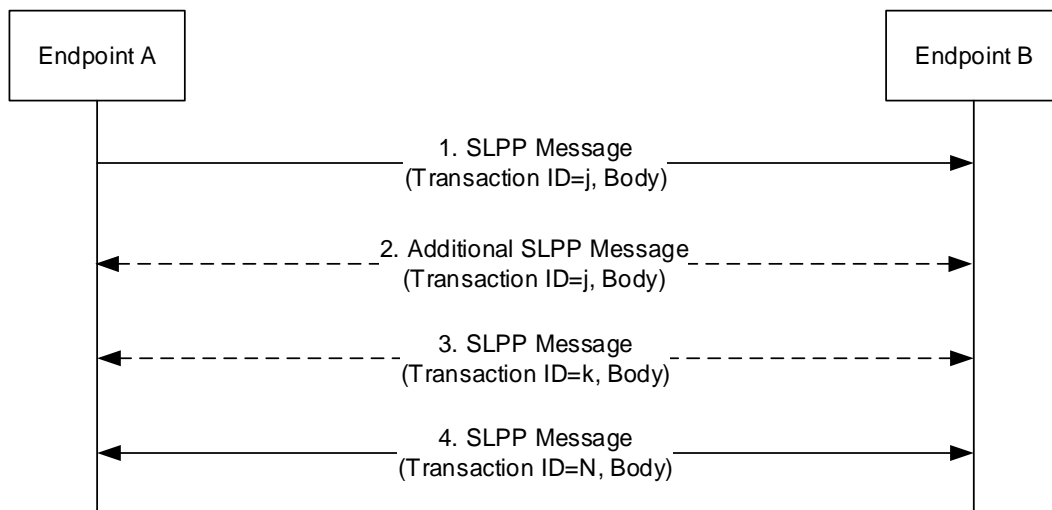 Endpoint A
Endpoint B
1. SLPP Message
(Transaction ID=j, Body)
2. Additional SLPP Message
(Transaction ID=j, Body)
3. SLPP Message
(Transaction ID=k, Body)
4. SLPP Message
(Transaction ID=N, Body)